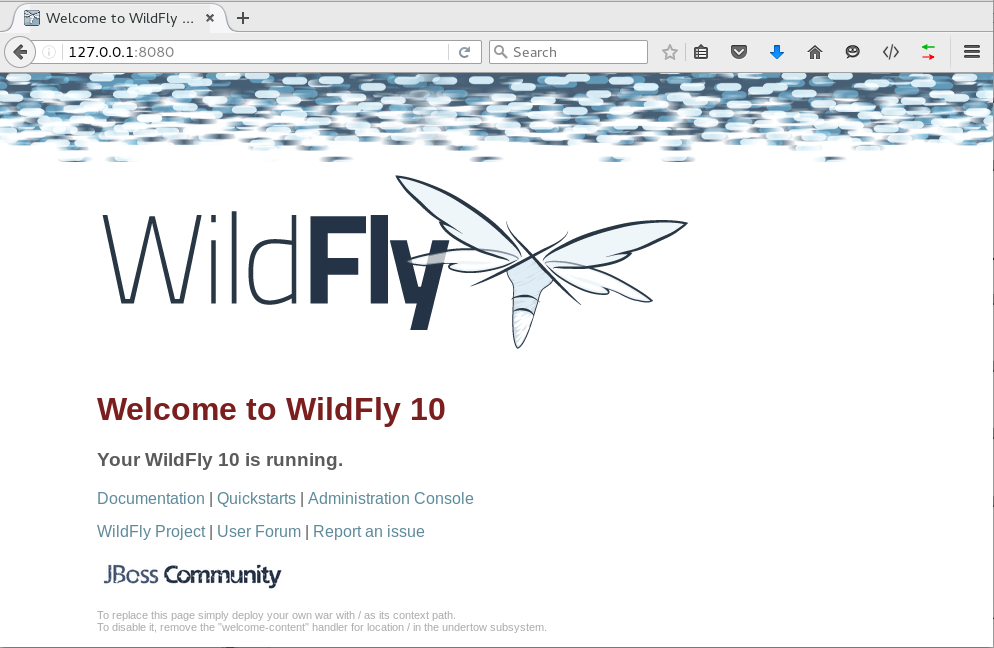 Welcome to WildFly ...
127.0.0.1:8080
Search
WildFly
Welcome to WildFly 10
Your WildFly 10 is running.
Documentation | Quickstarts | Administration Console
WildFly Project | User Forum | Report an issue
JBoss Community
To replace this page simply deploy your own war with / as its context path.
To disable it, remove the "welcome-content" handler for location / in the undertow subsystem.